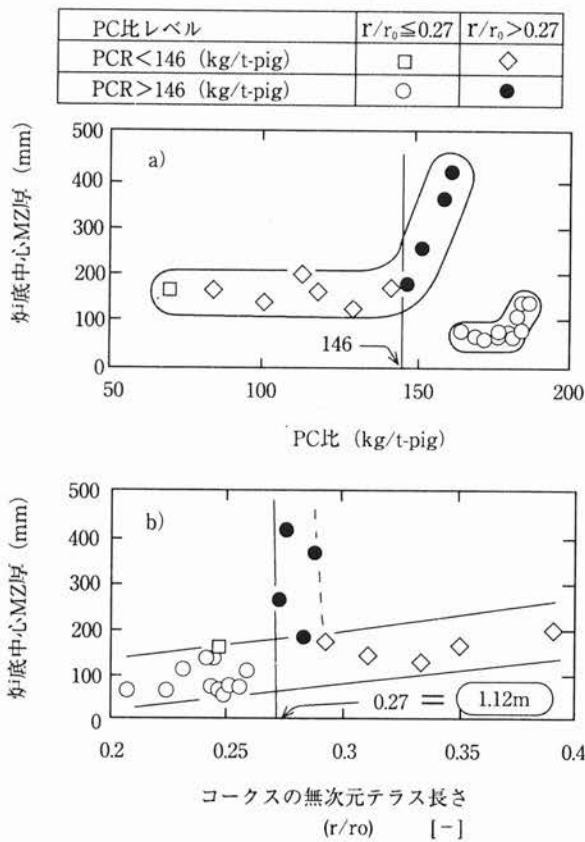 PC比レベル r/r₀≦0.27 r/r₀>0.27
PCR<146 (kg/t-pig) □ ◇
PCR>146 (kg/t-pig) ○ ●
炉底中心MZ厚 (mm)
500
400
300
200
100
0
a)
146
50 100 150 200
PC比 (kg/t-pig)
炉底中心MZ厚 (mm)
500
400
300
200
100
0
b)
0.27 = 1.12m
0.2 0.25 0.3 0.35 0.4
コークスの無次元テラス長さ
(r/ro) [-]